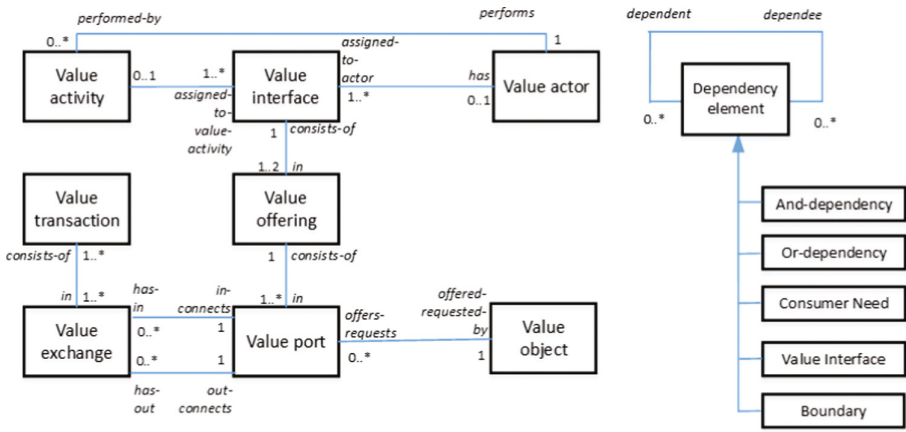 performed-by
performs
0..*
1
Value
activity
0..1
1..*
assigned-
to-
value-
activity
Value
interface
assigned-
to-
actor
1..*
has
0..1
Value actor
1
consists-of
1..2
in
Value
transaction
Value
offering
consists-of
1..*
1
consists-of
in
1..*
1..*
in
Value
exchange
has-
in
0..*
in-
connects
1
0..*
1
has-
out
out-
connects
Value port
offers-
requests
0..*
offered-
requested-
by
1
Value
object
dependent
dependee
Dependency
element
0..*
0..*
And-dependency
Or-dependency
Consumer Need
Value Interface
Boundary